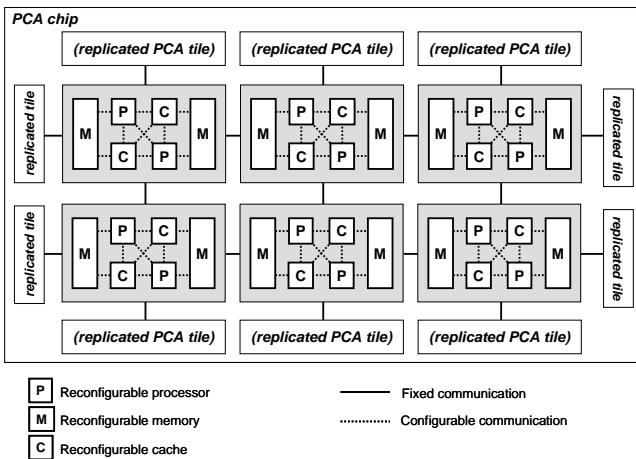 PCA chip
(replicated PCA tile) (replicated PCA tile) (replicated PCA tile)
replicated tile M P C M M P C M M P C M replicated tile
C P C P C P
replicated tile M P C M M P C M M P C M replicated tile
C P C P C P
(replicated PCA tile) (replicated PCA tile) (replicated PCA tile)
P Reconfigurable processor Fixed communication
M Reconfigurable memory Configurable communication
C Reconfigurable cache